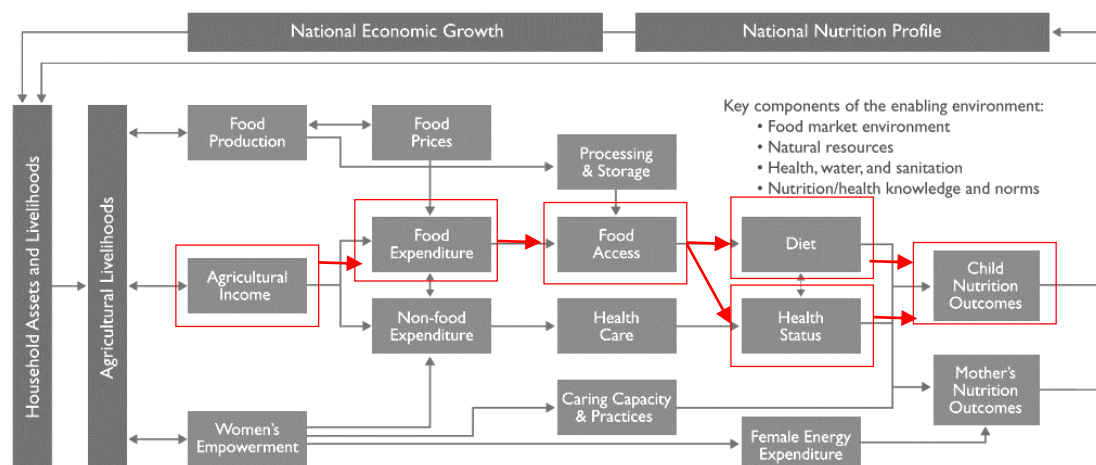 National Economic Growth
National Nutrition Profile
Household Assets and Livelihoods
Agricultural Livelihoods
Food
Production
Food
Prices
Processing
& Storage
Key components of the enabling environment:
• Food market environment
• Natural resources
• Health, water, and sanitation
• Nutrition/health knowledge and norms
Agricultural
Income
Food
Expenditure
Food
Access
Diet
Child
Nutrition
Outcomes
Non-food
Expenditure
Health
Care
Health
Status
Women's
Empowerment
Caring Capacity
& Practices
Female Energy
Expenditure
Mother's
Nutrition
Outcomes